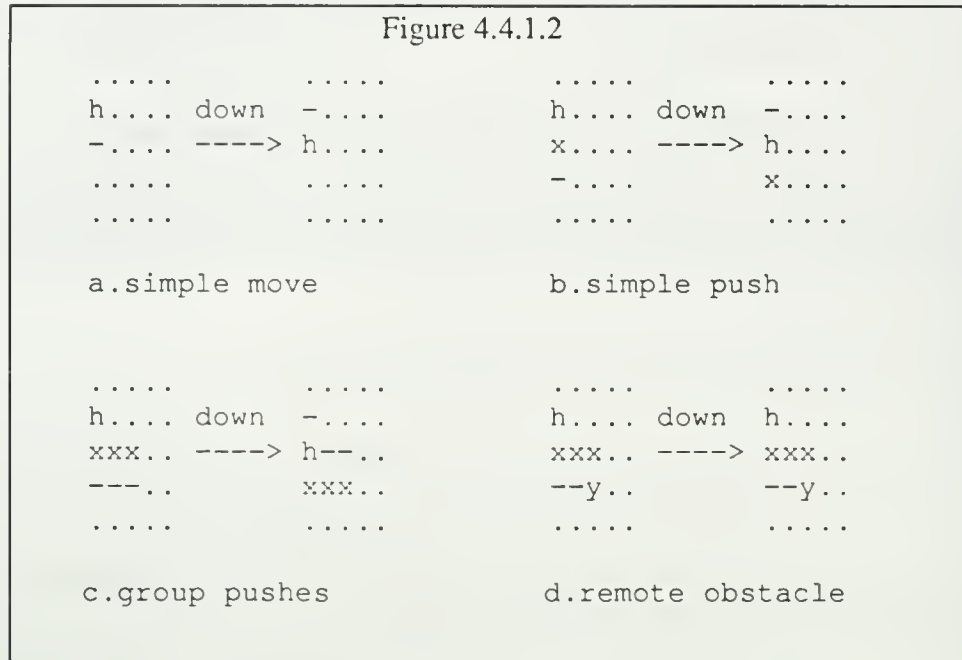 Figure 4.4.1.2
..... .....
h.... down -....
-.... ----> h....
..... .....
..... .....
a.simple move
..... .....
h.... down -....
x.... ----> h....
-.... x....
..... .....
b.simple push
..... .....
h.... down -....
xxx.. ----> h--..
---.. xxx..
..... .....
c.group pushes
..... .....
h.... down h....
xxx.. ----> xxx..
--y.. --y..
..... .....
d.remote obstacle